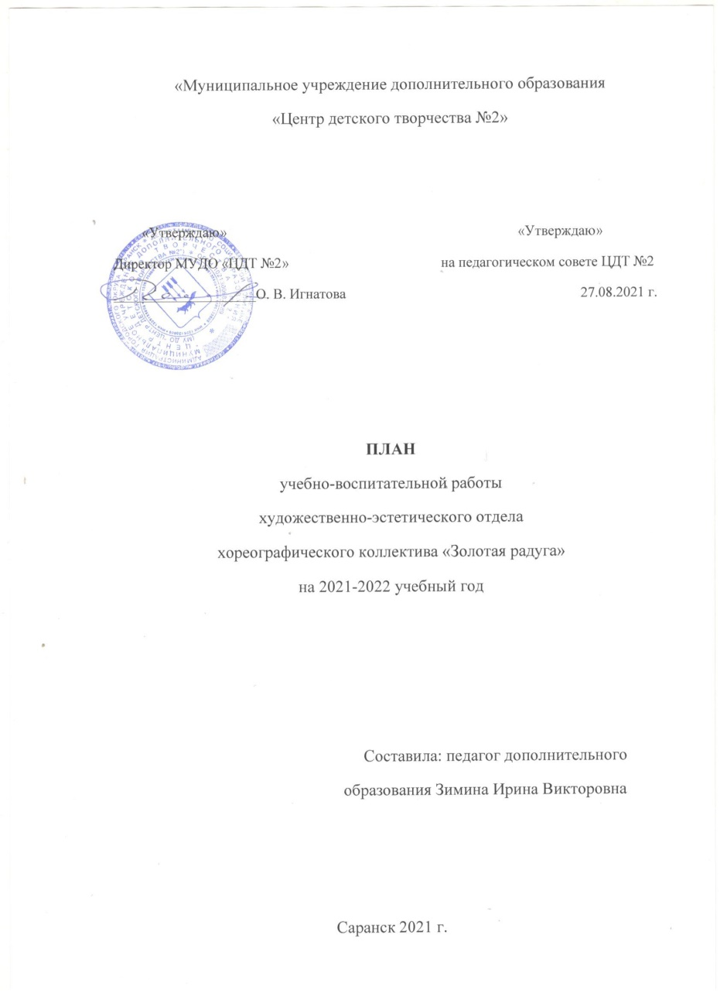 «Муниципальное учреждение дополнительного образования
«Центр детского творчества №2»
«Утверждаю»
Директор МУДО «ЦДТ №2»
О. В. Игнатова
«Утверждаю»
на педагогическом совете ЦДТ №2
27.08.2021 г.
ПЛАН
учебно-воспитательной работы
художественно-эстетического отдела
хореографического коллектива «Золотая радуга»
на 2021-2022 учебный год
Составила: педагог дополнительного
образования Зимина Ирина Викторовна
Саранск 2021 г.